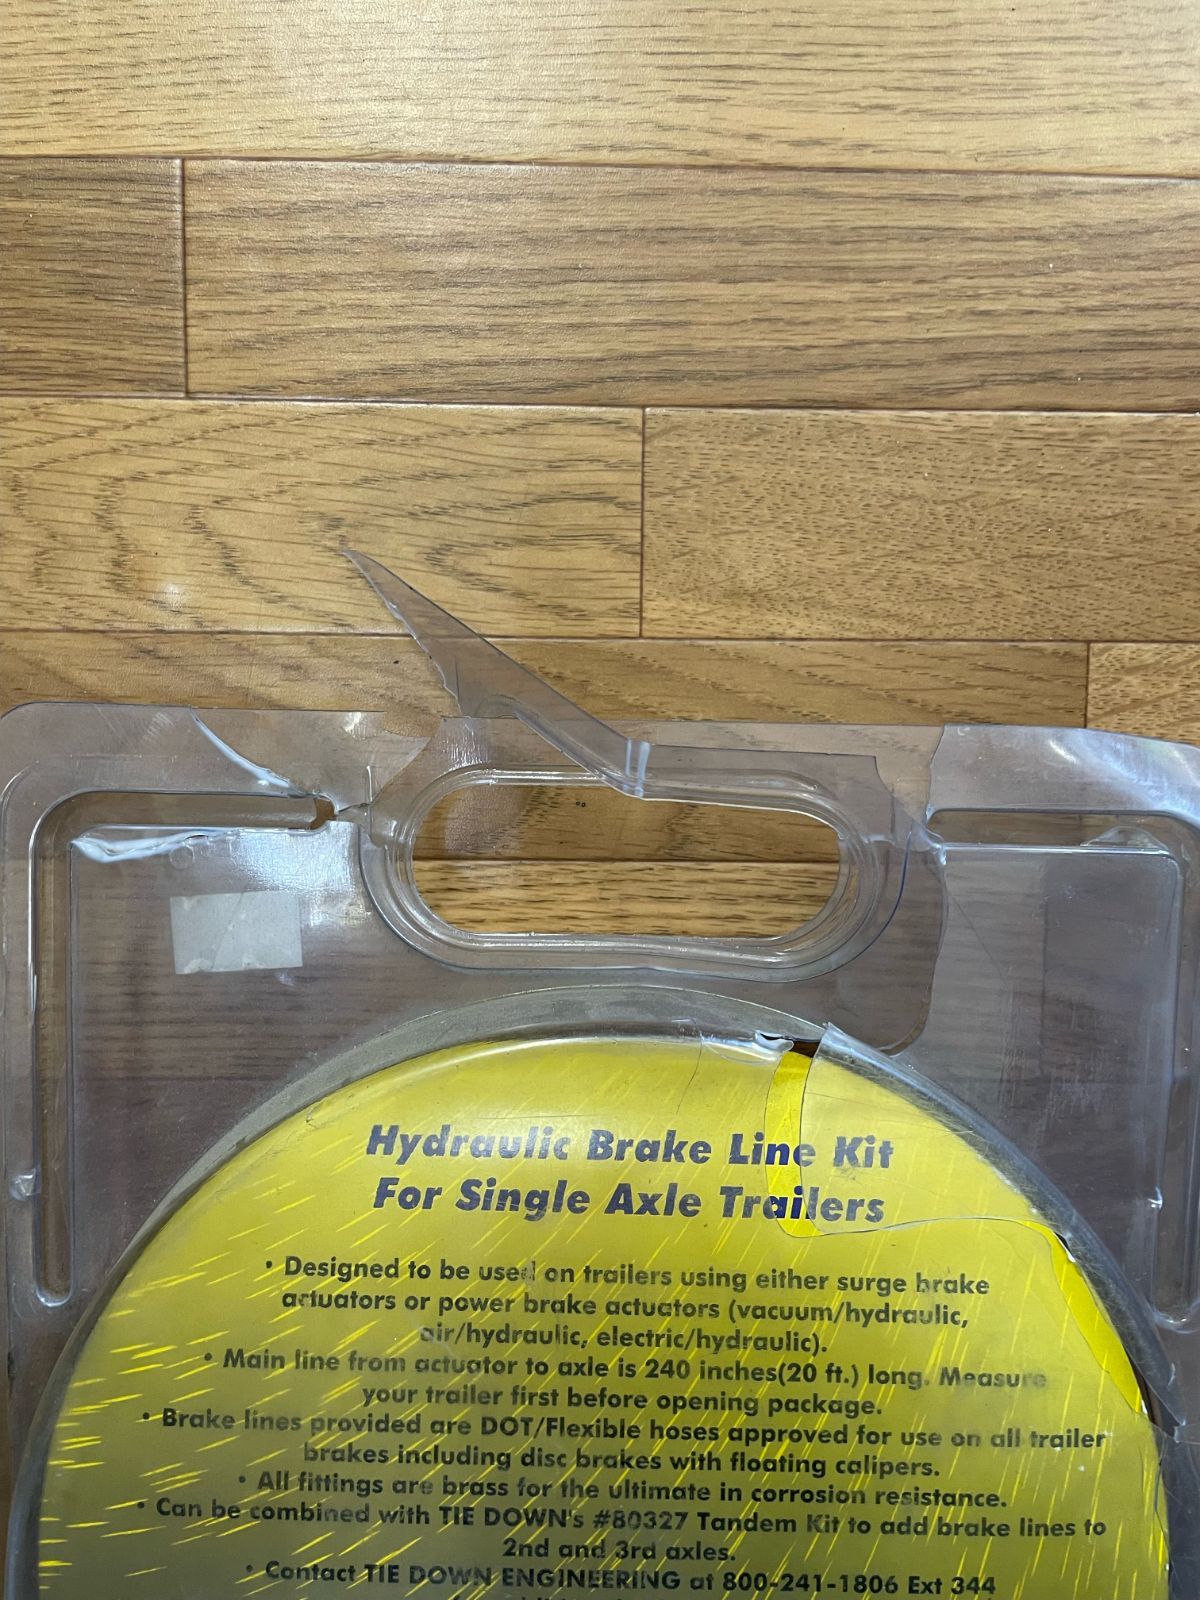 Hydraulic Brake Line Kit
For Single Axle Trailers
• Designed to be used on trailers using either surge brake
actuators or power brake actuators (vacuum/hydraulic,
air/hydraulic, electric/hydraulic).
• Main line from actuator to axle is 240 inches(20 ft.) long. Measure
your trailer first before opening package.
• Brake lines provided are DOT/Flexible hoses approved for use on all trailer
brakes including disc brakes with floating calipers.
• All fittings are brass for the ultimate in corrosion resistance.
• Can be combined with TIE DOWN's #80327 Tandem Kit to add brake lines to
2nd and 3rd axles.
• Contact TIE DOWN ENGINEERING at 800-241-1806 Ext 344